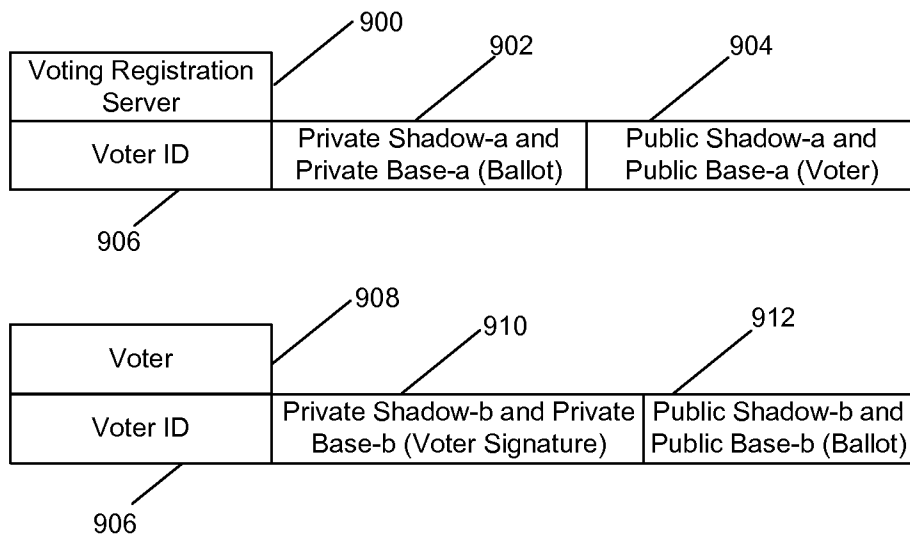 900
902
904
Voting Registration
Server
Voter ID
Private Shadow-a and
Private Base-a (Ballot)
Public Shadow-a and
Public Base-a (Voter)
906
908
910
912
Voter
Voter ID
Private Shadow-b and Private
Base-b (Voter Signature)
Public Shadow-b and
Public Base-b (Ballot)
906